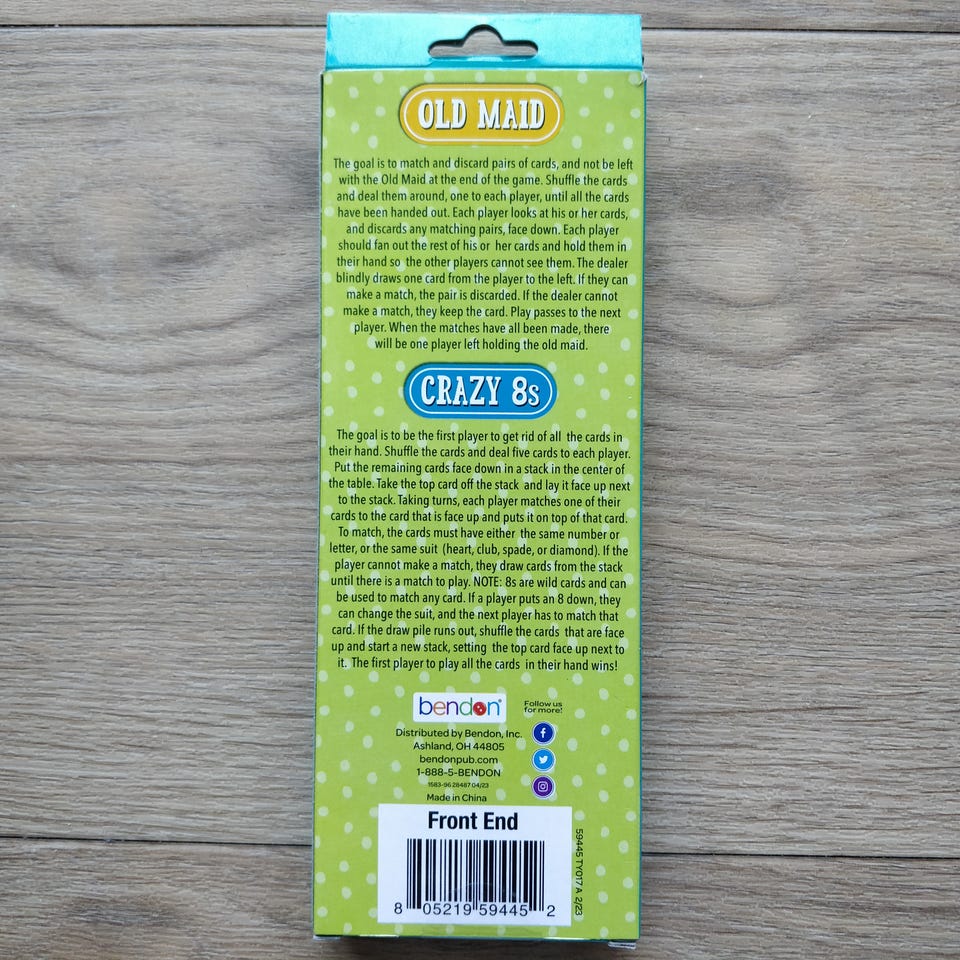 OLD MAID
The goal is to match and discard pairs of cards, and not be left
with the Old Maid at the end of the game. Shuffle the cards
and deal them around, one to each player, until all the cards
have been handed out. Each player looks at his or her cards,
and discards any matching pairs, face down. Each player
should fan out the rest of his or her cards and hold them in
their hand so the other players cannot see them. The dealer
blindly draws one card from the player to the left. If they can
make a match, the pair is discarded. If the dealer cannot
make a match, they keep the card. Play passes to the next
player. When the matches have all been made, there
will be one player left holding the old maid.
CRAZY 8s
The goal is to be the first player to get rid of all the cards in
their hand. Shuffle the cards and deal five cards to each player.
Put the remaining cards face down in a stack in the center of
the table. Take the top card off the stack and lay it face up next
to the stack. Taking turns, each player matches one of their
cards to the card that is face up and puts it on top of that card.
To match, the cards must have either the same number or
letter, or the same suit (heart, club, spade, or diamond). If the
player cannot make a match, they draw cards from the stack
until there is a match to play. NOTE: 8s are wild cards and can
be used to match any card. If a player puts an 8 down, they
can change the suit, and the next player has to match that
card. If the draw pile runs out, shuffle the cards that are face
up and start a new stack, setting the top card face up next to
it. The first player to play all the cards in their hand wins!
bendon®
Follow us
for more!
Distributed by Bendon, Inc.
Ashland, OH 44805
bendonpub.com
1-888-5-BENDON
1583-96 28487 04/23
Made in China
Front End
8 05219 59445 2
59445 TY017 A 2/23